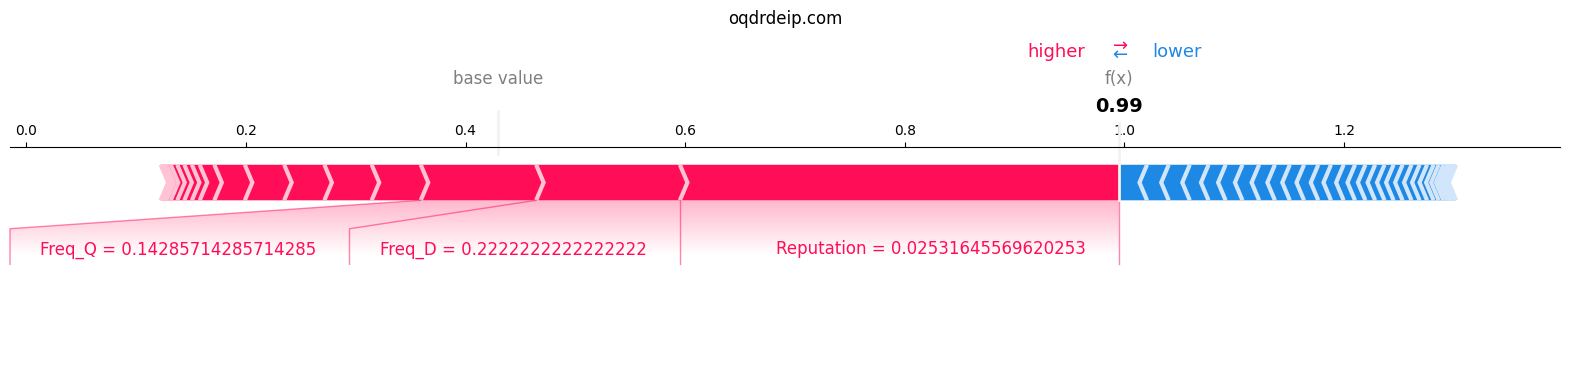 oqdrdeip.com
higher ⇄ lower
base value f(x)
0.99
0.0 0.2 0.4 0.6 0.8 1.0 1.2
Freq_Q = 0.14285714285714285 Freq_D = 0.2222222222222222 Reputation = 0.02531645569620253